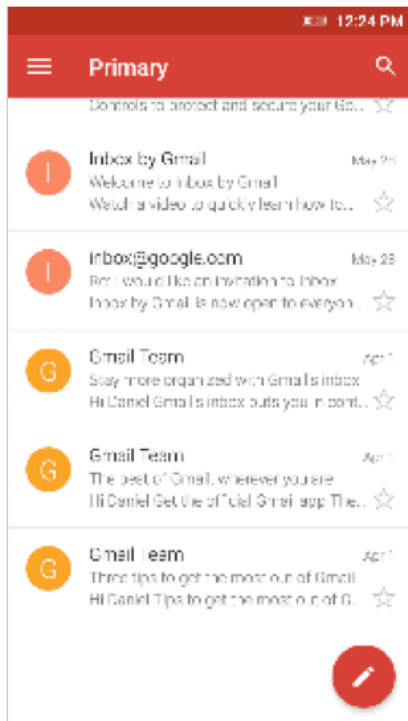 12:24 PM
Primary
Controls to protect and secure your Go...
I
Inbox by Gmail
May 28
Welcome to Inbox by Gmail
Watch a video to quickly learn how to...
I
inbox@google.com
May 28
Re: I would like an invitation to Inbox
Inbox by Gmail is now open to everyon...
G
Gmail Team
Apr 1
Stay more organized with Gmail's inbox
Hi Daniel Gmail's inbox puts you in cont...
G
Gmail Team
Apr 1
The best of Gmail, wherever you are
Hi Daniel Get the official Gmail app The...
G
Gmail Team
Apr 1
Three tips to get the most out of Gmail
Hi Daniel Tips to get the most out of G...